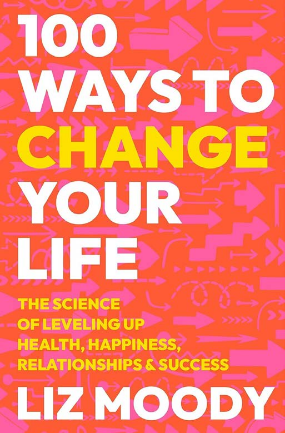 100
WAYS TO
CHANGE
YOUR
LIFE
THE SCIENCE
OF LEVELING UP
HEALTH, HAPPINESS,
RELATIONSHIPS & SUCCESS
LIZ MOODY